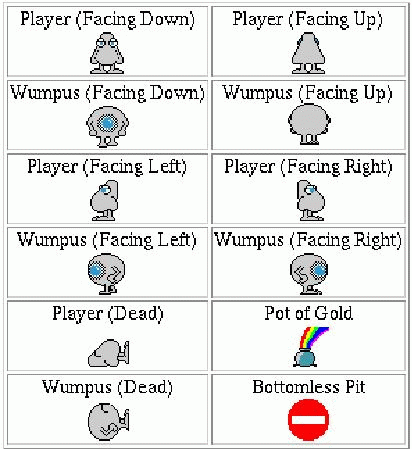 Player (Facing Down)
Player (Facing Up)
Wumpus (Facing Down)
Wumpus (Facing Up)
Player (Facing Left)
Player (Facing Right)
Wumpus (Facing Left)
Wumpus (Facing Right)
Player (Dead)
Pot of Gold
Wumpus (Dead)
Bottomless Pit